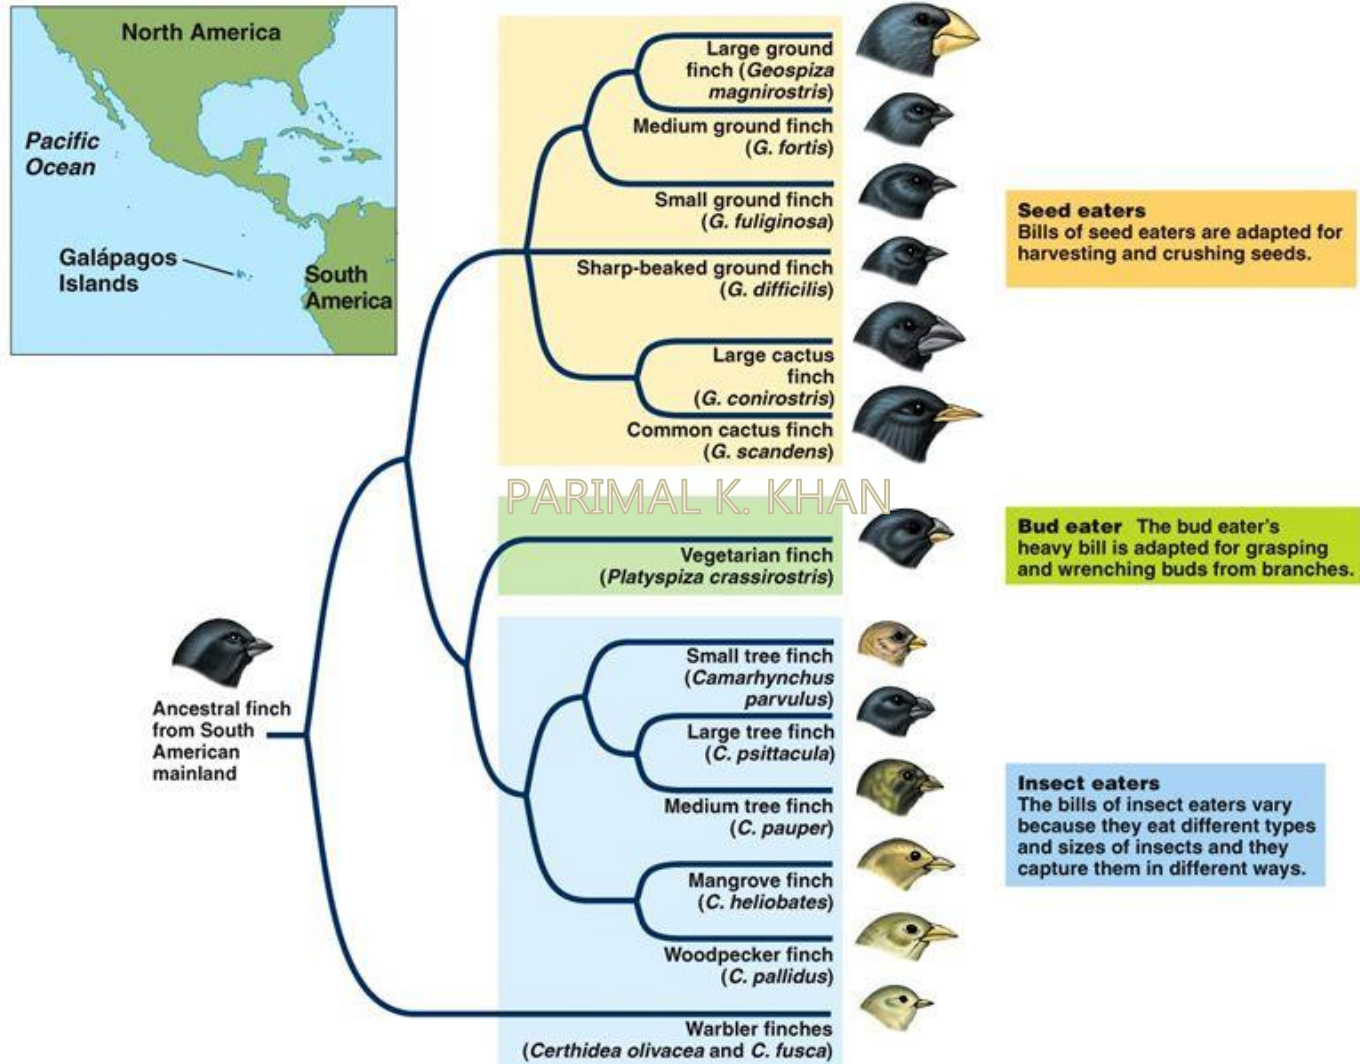 North America
Pacific
Ocean
Galápagos
Islands
South
America
Large ground
finch (Geospiza
magnirostris)
Medium ground finch
(G. fortis)
Small ground finch
(G. fuliginosa)
Sharp-beaked ground finch
(G. difficilis)
Large cactus
finch
(G. conirostris)
Common cactus finch
(G. scandens)
Seed eaters
Bills of seed eaters are adapted for
harvesting and crushing seeds.
PARIMAL K. KHAN
Vegetarian finch
(Platyspiza crassirostris)
Bud eater The bud eater's
heavy bill is adapted for grasping
and wrenching buds from branches.
Ancestral finch
from South
American
mainland
Small tree finch
(Camarhynchus
parvulus)
Large tree finch
(C. psittacula)
Medium tree finch
(C. pauper)
Mangrove finch
(C. heliobates)
Woodpecker finch
(C. pallidus)
Warbler finches
(Certhidea olivacea and C. fusca)
Insect eaters
The bills of insect eaters vary
because they eat different types
and sizes of insects and they
capture them in different ways.